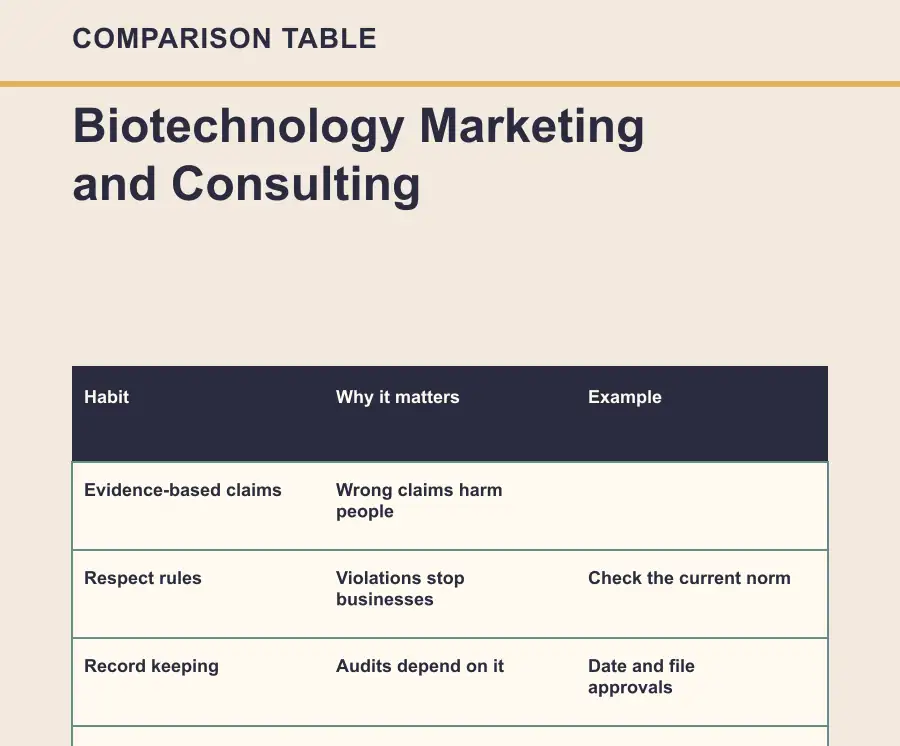 COMPARISON TABLE
Biotechnology Marketing
and Consulting
Habit
Why it matters
Example
Evidence-based claims
Wrong claims harm
people
Respect rules
Violations stop
businesses
Check the current norm
Record keeping
Audits depend on it
Date and file
approvals